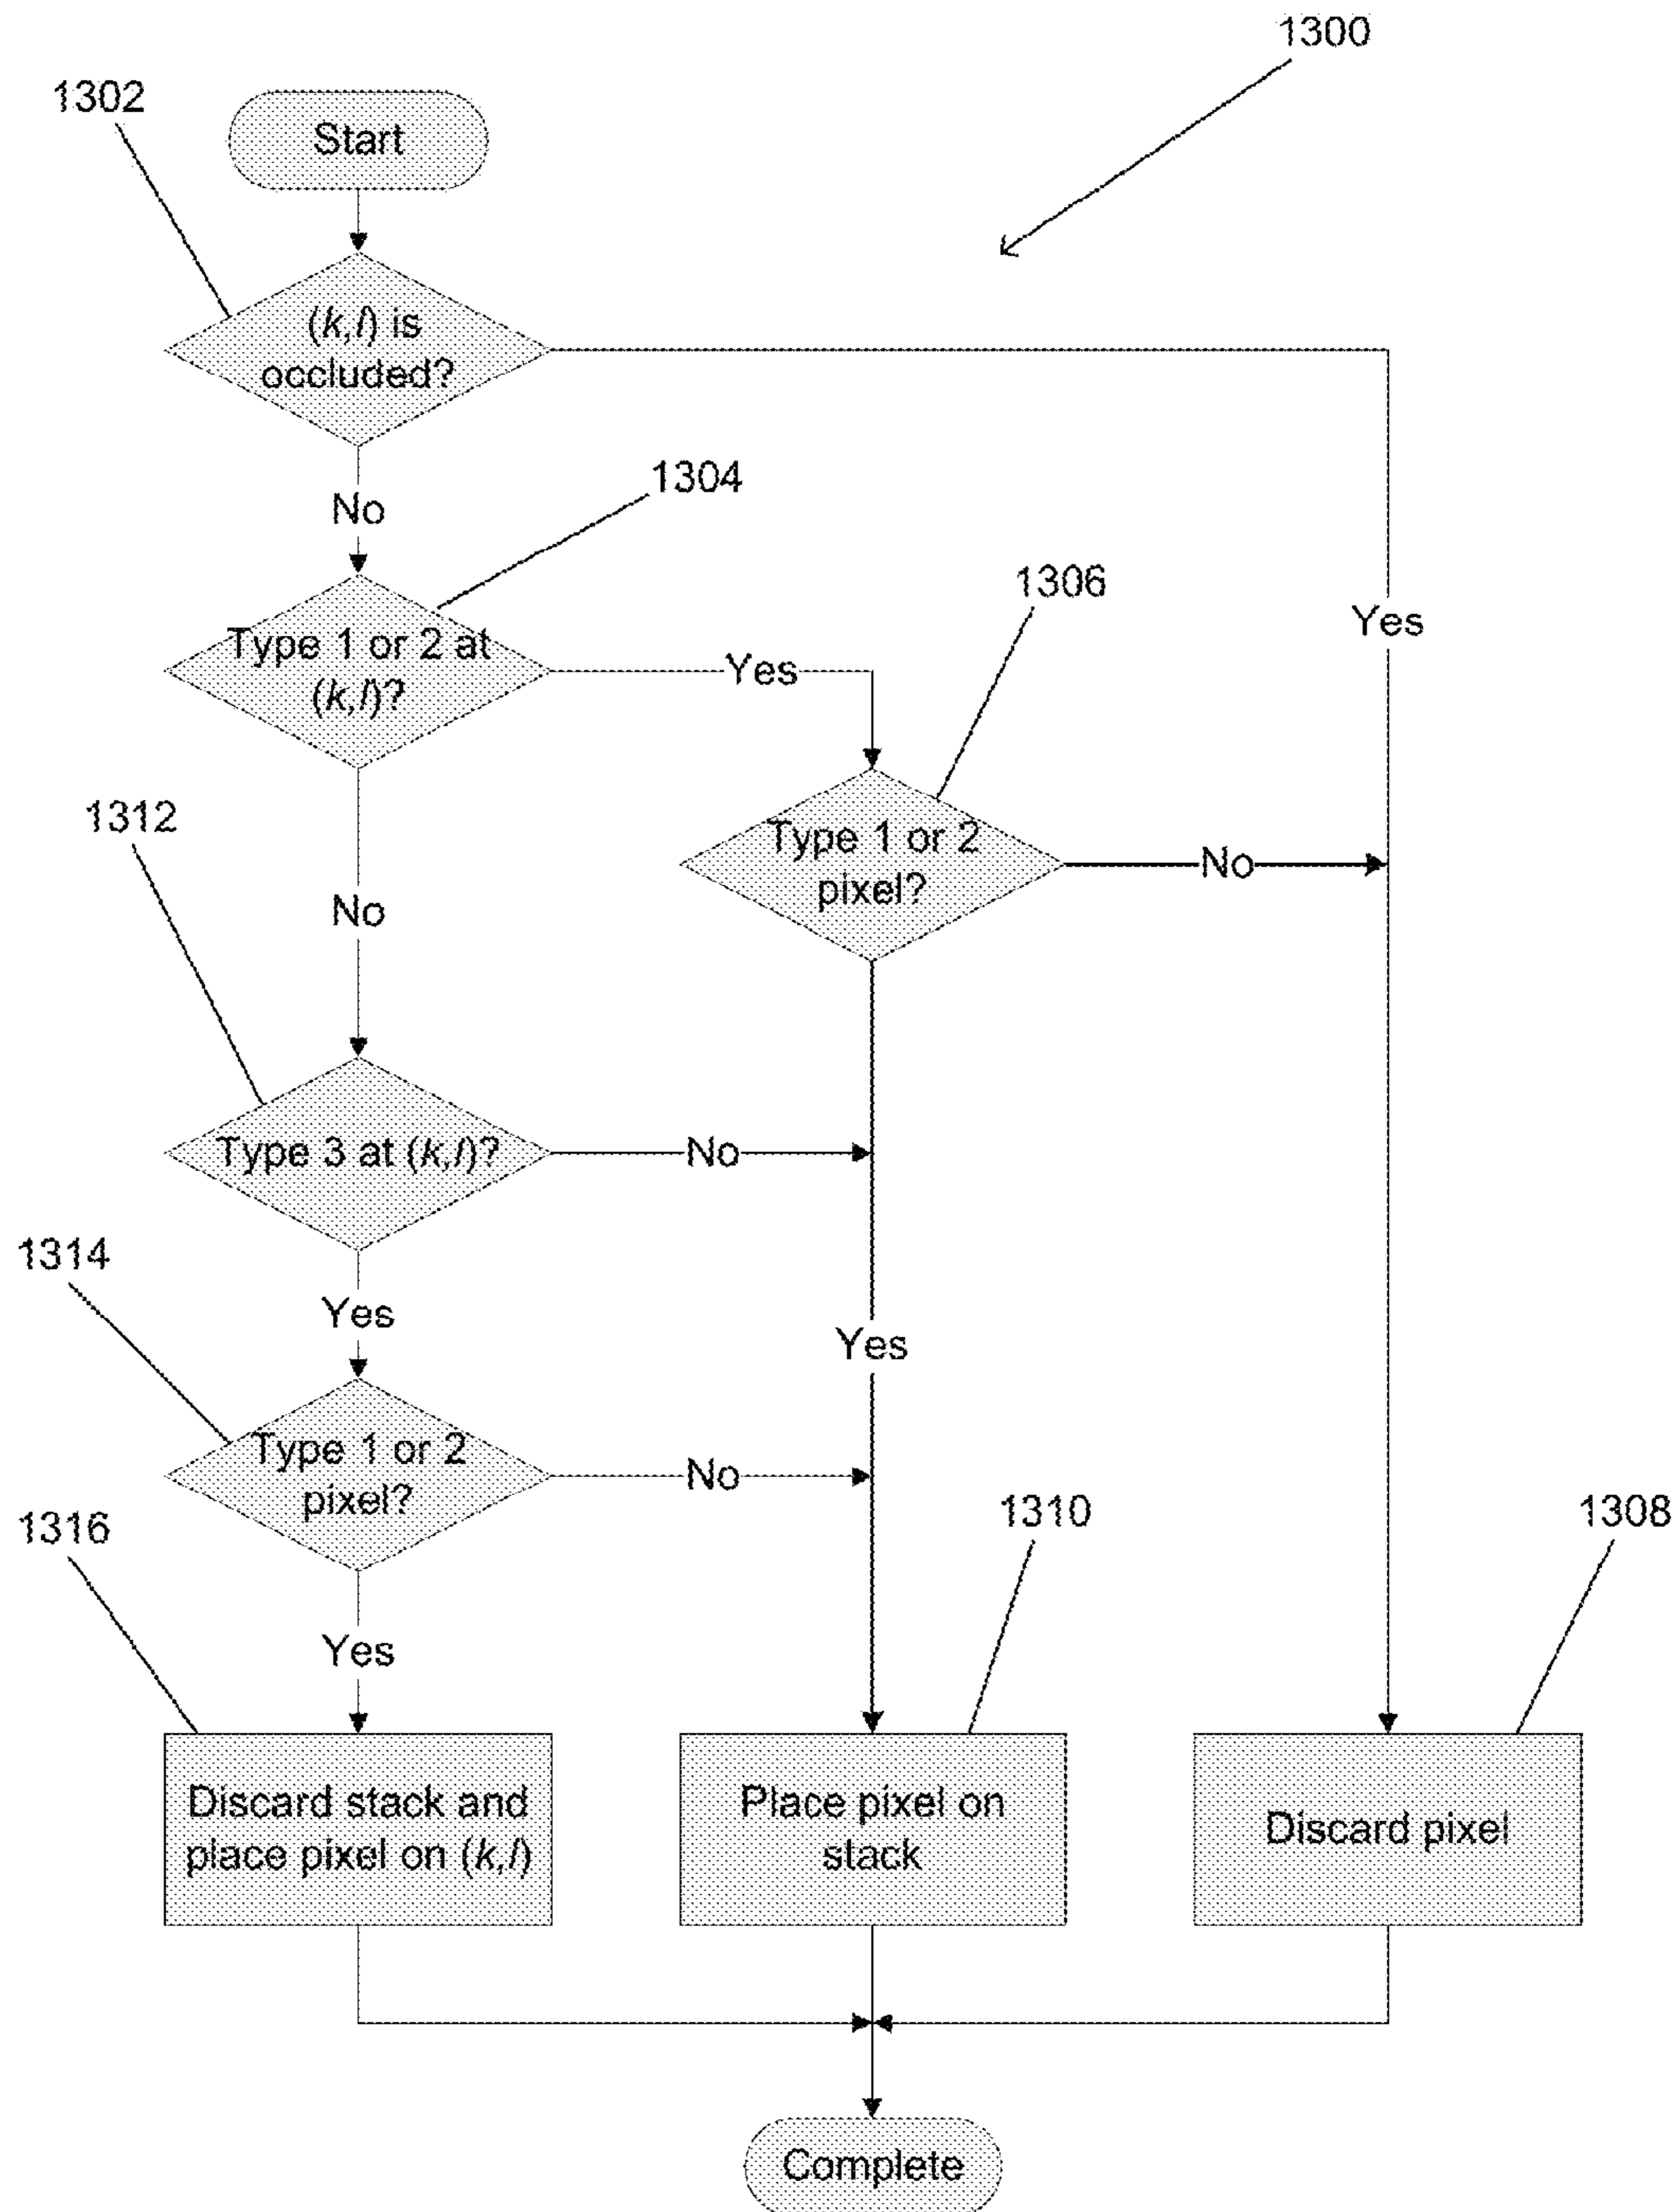 1300
1302
Start
(k,l) is
occluded?
No
1304
Type 1 or 2 at
(k,l)?
Yes
1306
Yes
Type 1 or 2
pixel?
No
1312
No
Type 3 at (k,l)?
No
1314
Yes
Yes
Type 1 or 2
pixel?
No
1316
1310
1308
Yes
Discard stack and
place pixel on (k,l)
Place pixel on
stack
Discard pixel
Complete